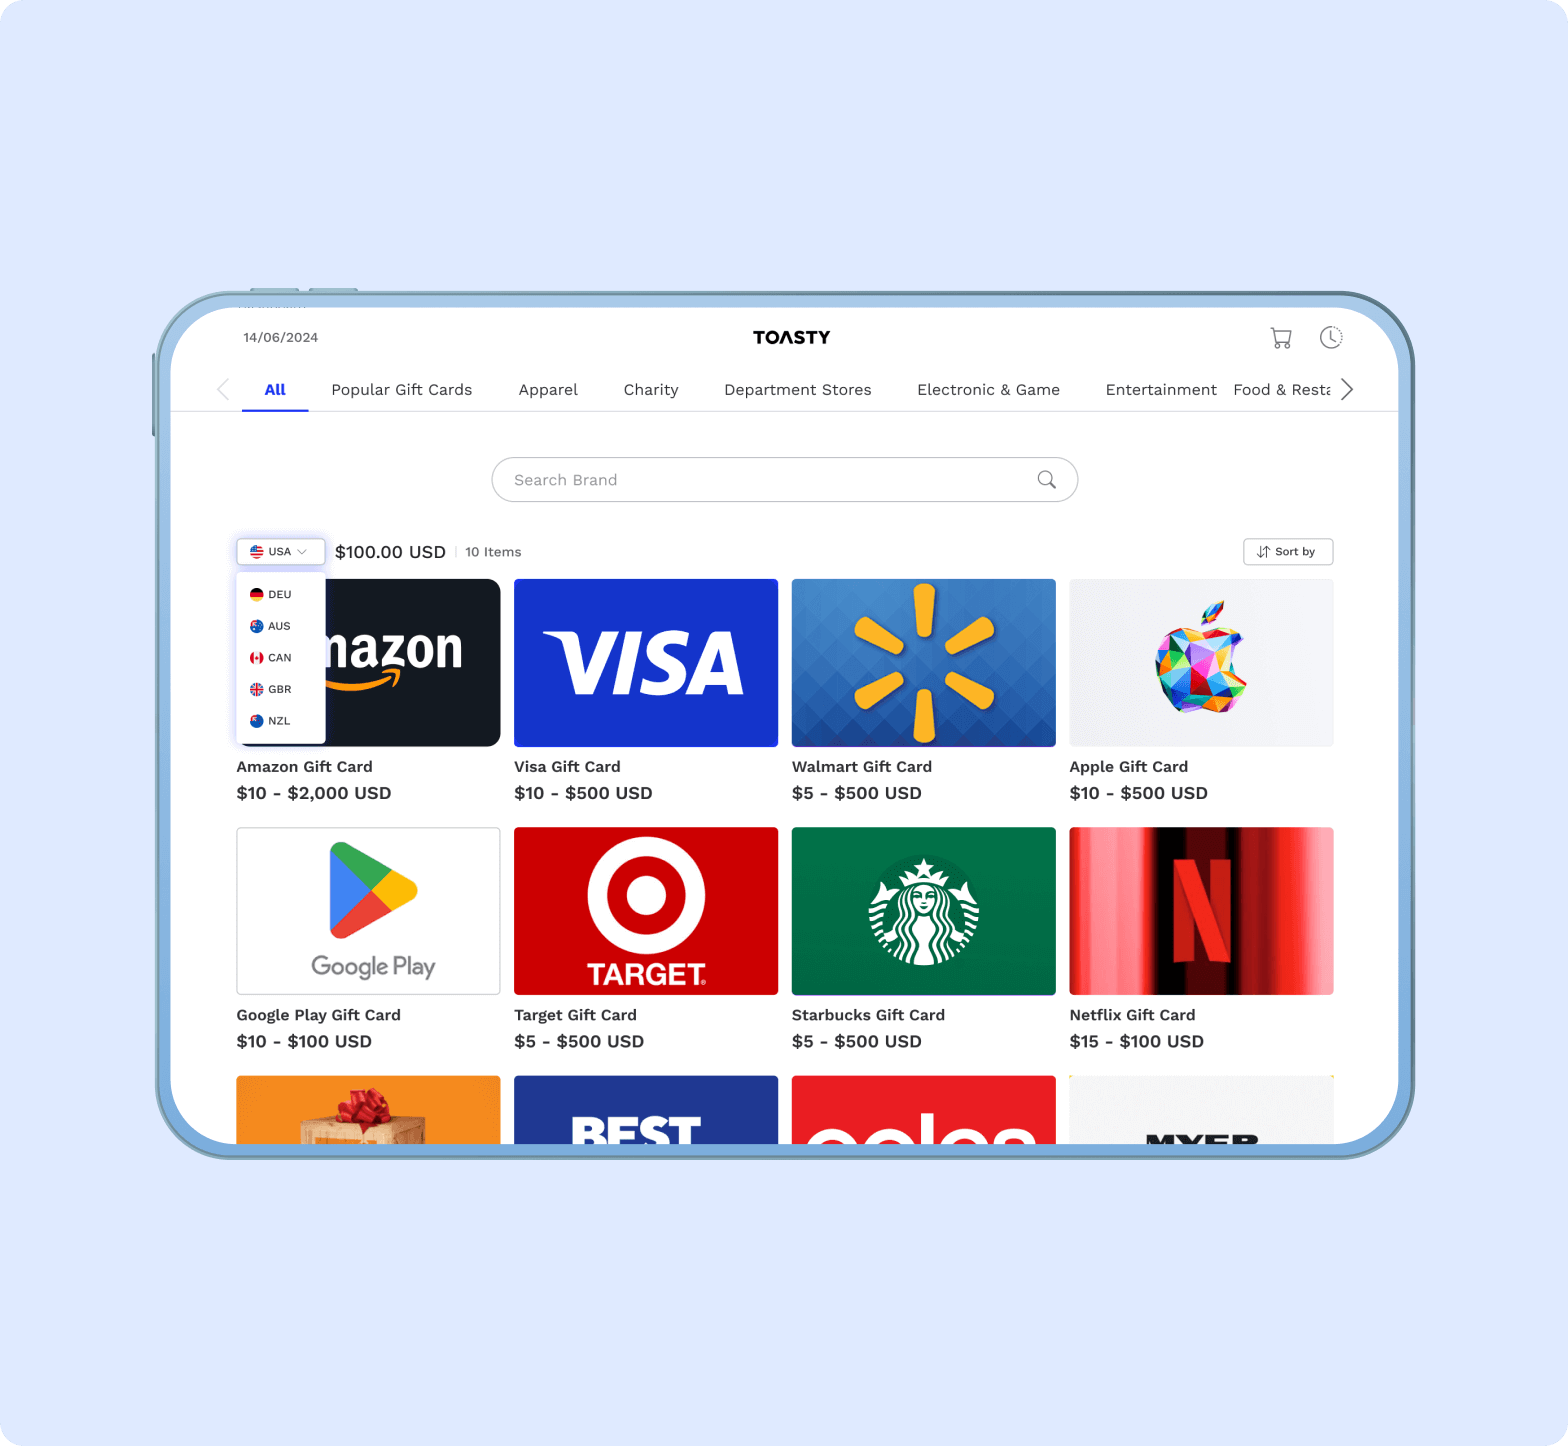 14/06/2024
TOASTY
All Popular Gift Cards Apparel Charity Department Stores Electronic & Game Entertainment Food &
Search Brand
USA $100.00 USD 10 Items Sort by
DEU
AUS
CAN
GBR
NZL
mazon
VISA
Amazon Gift Card Visa Gift Card Walmart Gift Card Apple Gift Card
$10 - $2,000 USD $10 - $500 USD $5 - $500 USD $10 - $500 USD
Google Play
TARGET
N
Google Play Gift Card Target Gift Card Starbucks Gift Card Netflix Gift Card
$10 - $100 USD $5 - $500 USD $5 - $500 USD $15 - $100 USD
BEST
coles
MYER